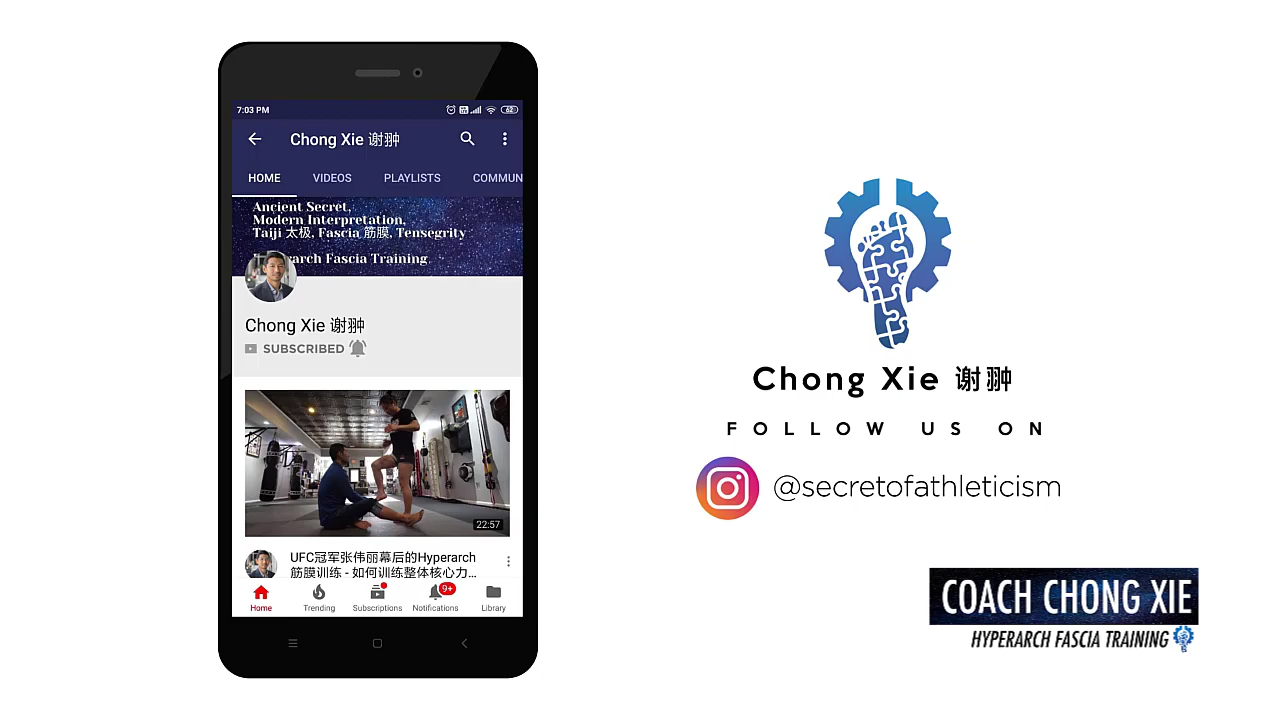 7:03 PM
62
Chong Xie 谢翀
HOME VIDEOS PLAYLISTS COMMUN
Ancient Secret,
Modern Interpretation,
Taiji 太极, Fascia 筋膜, Tensegrity
arch Fascia Training
Chong Xie 谢翀
SUBSCRIBED
22:57
UFC冠军张伟丽幕后的Hyperarch
筋膜训练 - 如何训练整体核心力...
9+
Home Trending Subscriptions Notifications Library
Chong Xie 谢翀
FOLLOW US ON
@secretofathleticism
COACH CHONG XIE
HYPERARCH FASCIA TRAINING